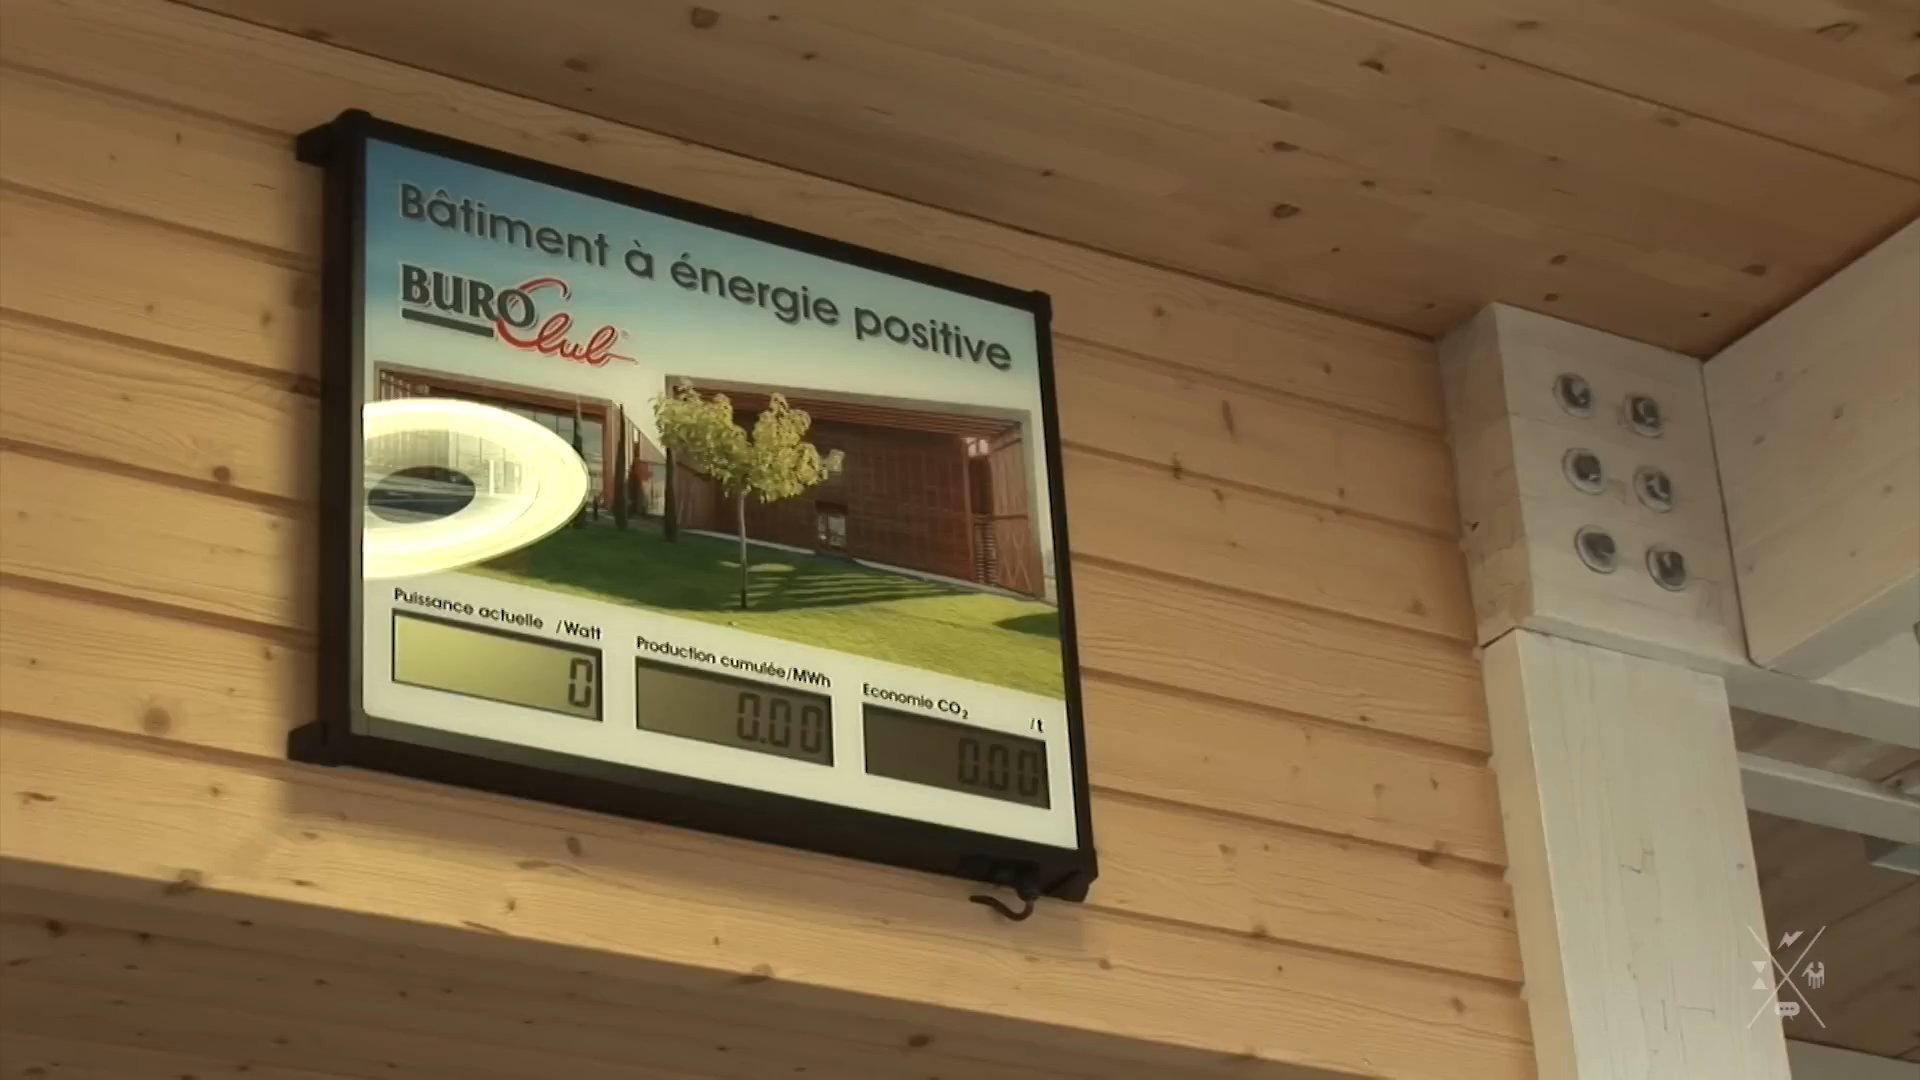 Bâtiment à énergie positive
BURO Club
Puissance actuelle /Watt
Production cumulée/MWh
Economie CO₂ /t
0
0.00
0.00